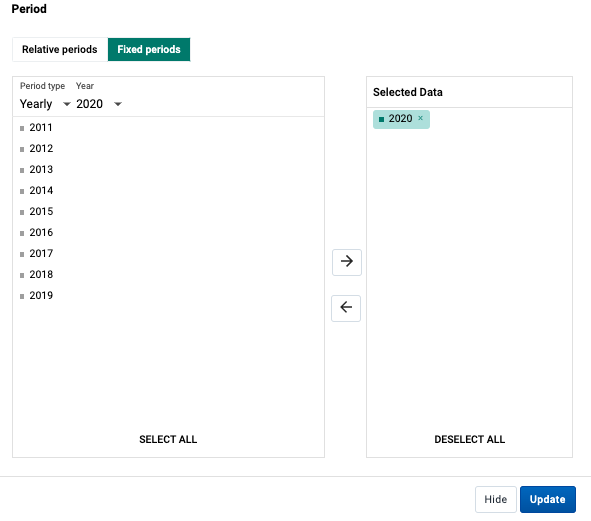 Period
Relative periods Fixed periods
Period type Year
Yearly 2020
2011
2012
2013
2014
2015
2016
2017
2018
2019
SELECT ALL
Selected Data
2020 ×
DESELECT ALL
Hide Update